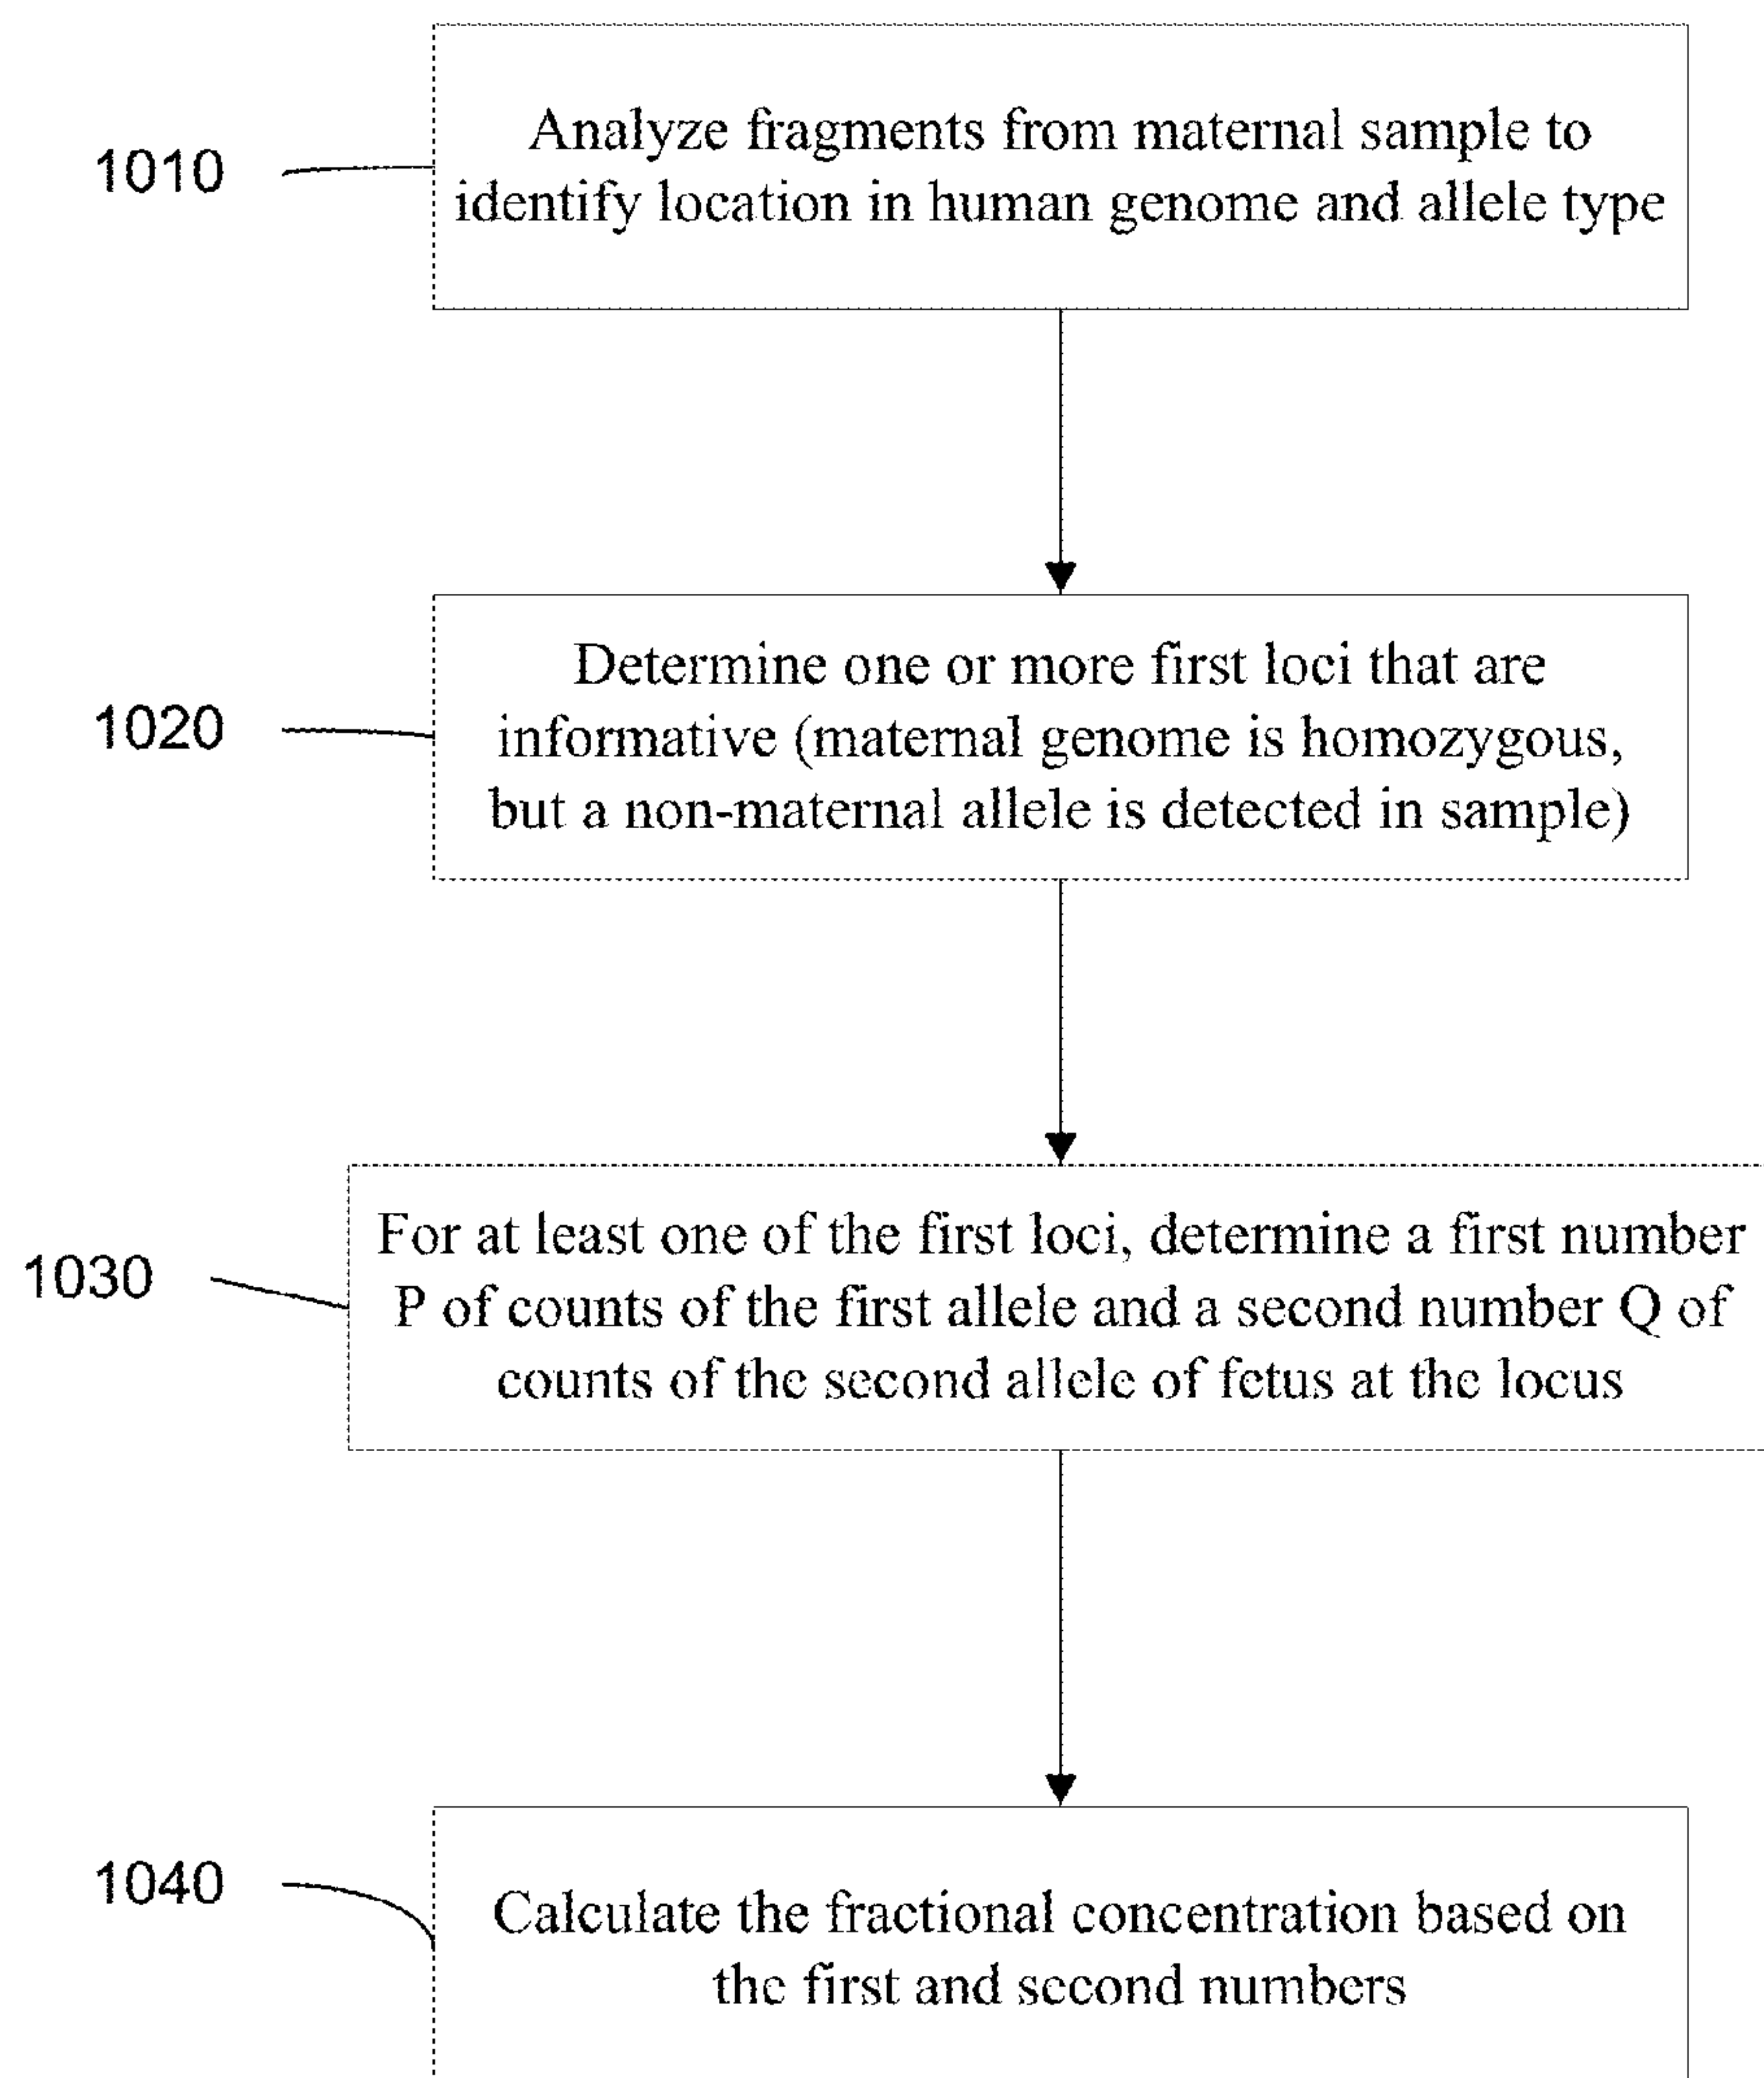 1010
Analyze fragments from maternal sample to
identify location in human genome and allele type
1020
Determine one or more first loci that are
informative (maternal genome is homozygous,
but a non-maternal allele is detected in sample)
1030
For at least one of the first loci, determine a first number
P of counts of the first allele and a second number Q of
counts of the second allele of fetus at the locus
1040
Calculate the fractional concentration based on
the first and second numbers